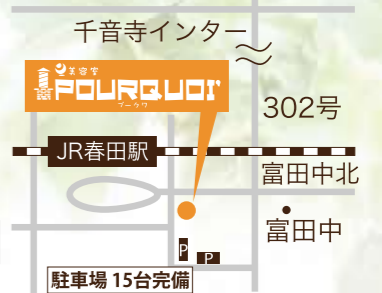 千音寺インター
美容室
POURQUOI'
プークワ
302号
JR春田駅
富田中北
富田中
P
P
駐車場 15台完備